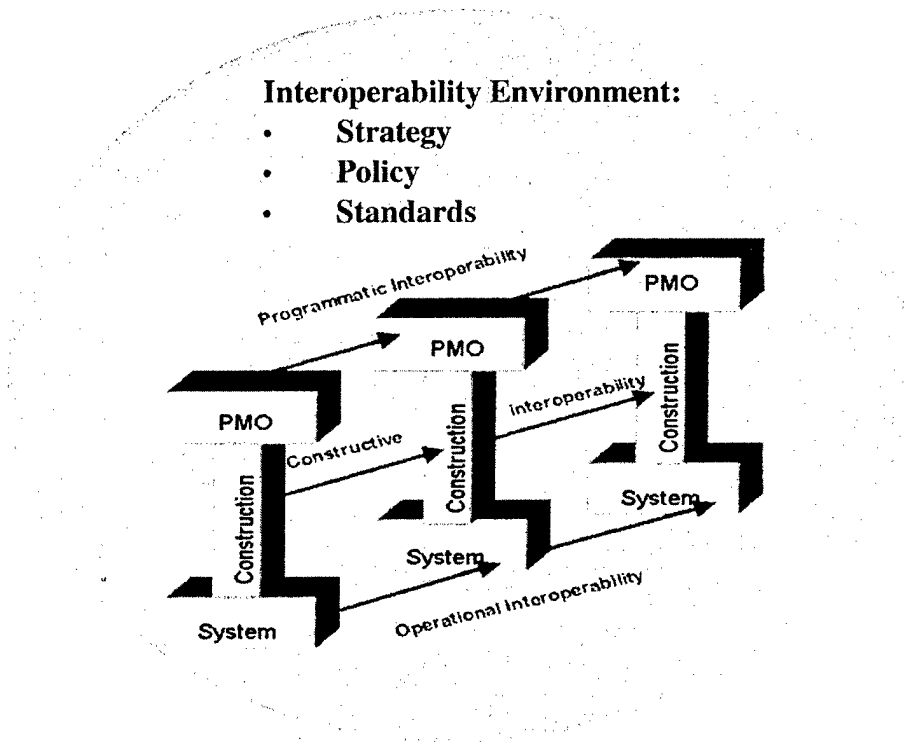 Interoperability Environment:
• Strategy
• Policy
• Standards
Programmatic Interoperability
PMO
PMO
PMO
Constructive
Interoperability
Construction
Construction
Construction
System
System
System
Operational Interoperability